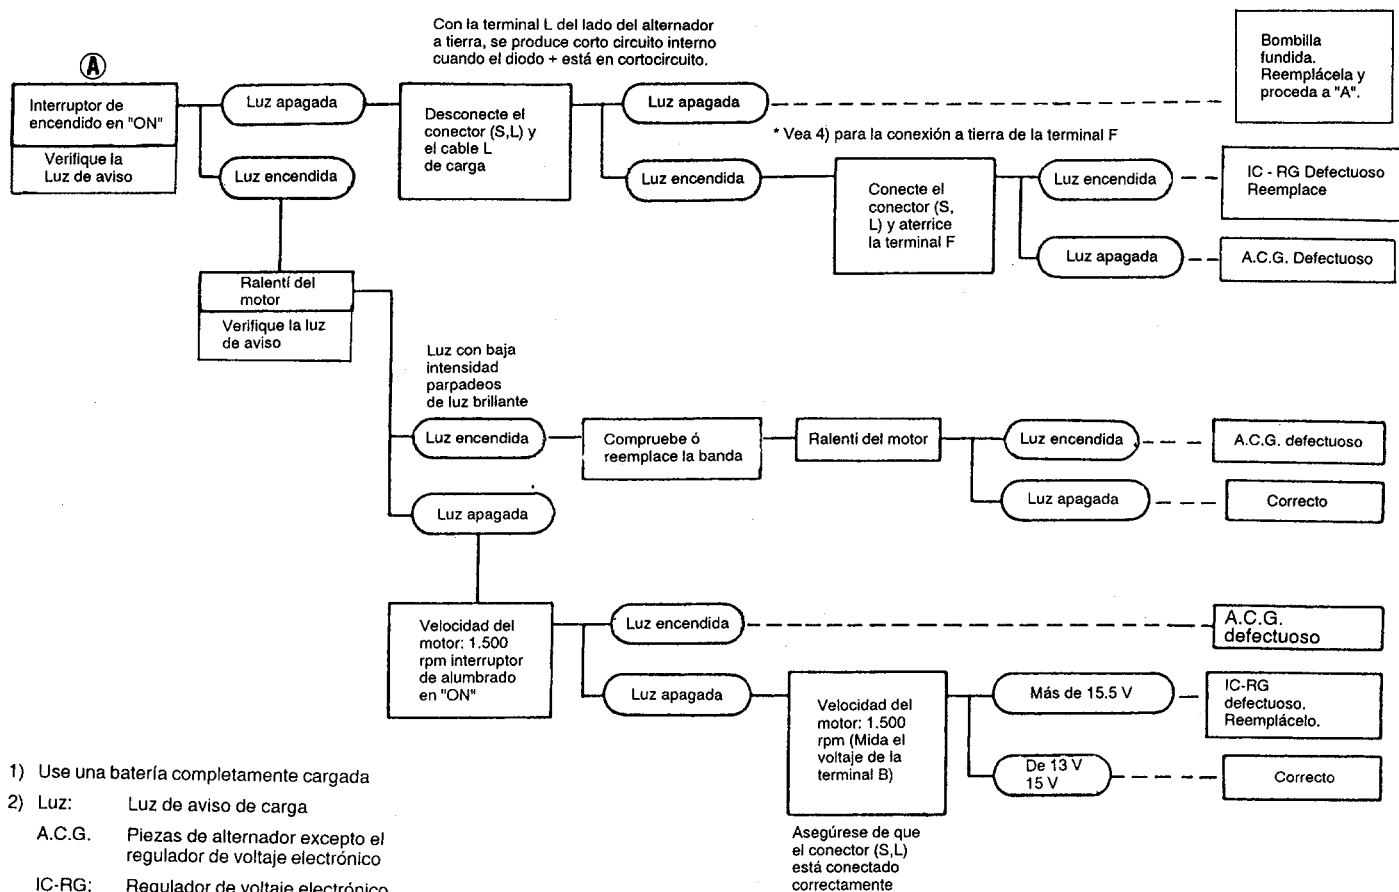 Con la terminal L del lado del alternador
a tierra, se produce corto circuito interno
cuando el diodo + está en cortocircuito.
A
Interruptor de
encendido en "ON"
Verifique la
Luz de aviso
Luz apagada
Luz encendida
Desconecte el
conector (S,L) y
el cable L
de carga
Luz apagada
Bombilla
fundida.
Reemplácela y
proceda a "A".
* Vea 4) para la conexión a tierra de la terminal F
Luz encendida
Conecte el
conector (S,
L) y aterrice
la terminal F
Luz encendida
IC - RG Defectuoso
Reemplace
Luz apagada
A.C.G. Defectuoso
Ralentí del
motor
Verifique la luz
de aviso
Luz con baja
intensidad
parpadeos
de luz brillante
Luz encendida
Compruebe ó
reemplace la banda
Ralentí del motor
Luz encendida
A.C.G. defectuoso
Luz apagada
Correcto
Luz apagada
Velocidad del
motor: 1.500
rpm interruptor
de alumbrado
en "ON"
Luz encendida
A.C.G.
defectuoso
Luz apagada
Velocidad del
motor: 1.500
rpm (Mida el
voltaje de la
terminal B)
Más de 15.5 V
IC-RG
defectuoso.
Reemplácelo.
De 13 V
15 V
Correcto
Asegúrese de que
el conector (S,L)
está conectado
correctamente
1) Use una batería completamente cargada
2) Luz: Luz de aviso de carga
A.C.G. Piezas de alternador excepto el
regulador de voltaje electrónico
IC-RG: Regulador de voltaje electrónico